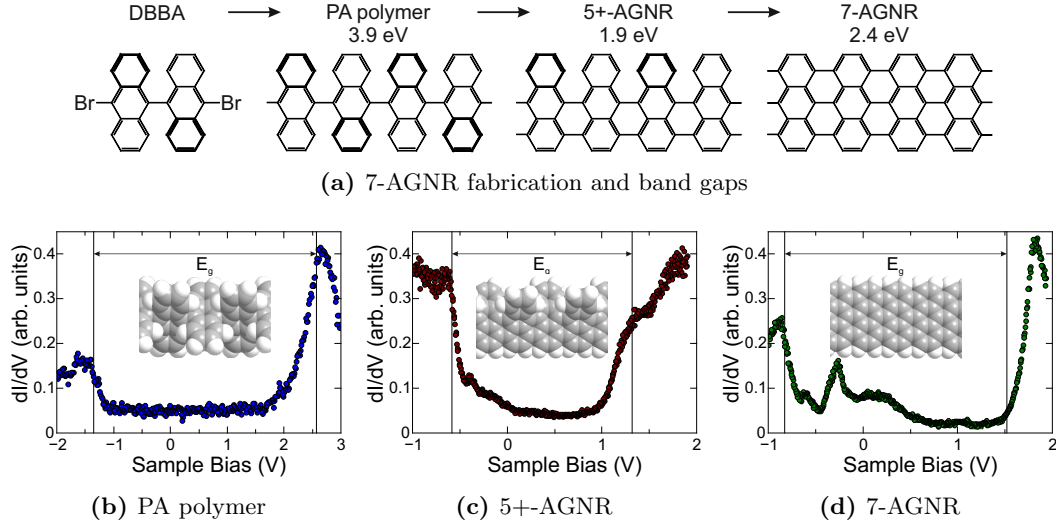 DBBA PA polymer 5+-AGNR 7-AGNR
3.9 eV 1.9 eV 2.4 eV
Br Br
(a) 7-AGNR fabrication and band gaps
dI/dV (arb. units)
0.4
0.3
0.2
0.1
0
E_g
−2 −1 0 1 2 3
Sample Bias (V)
(b) PA polymer
dI/dV (arb. units)
0.4
0.3
0.2
0.1
0
E_g
−1 0 1 2
Sample Bias (V)
(c) 5+-AGNR
dI/dV (arb. units)
0.4
0.3
0.2
0.1
0
E_g
−1 0 1 2
Sample Bias (V)
(d) 7-AGNR